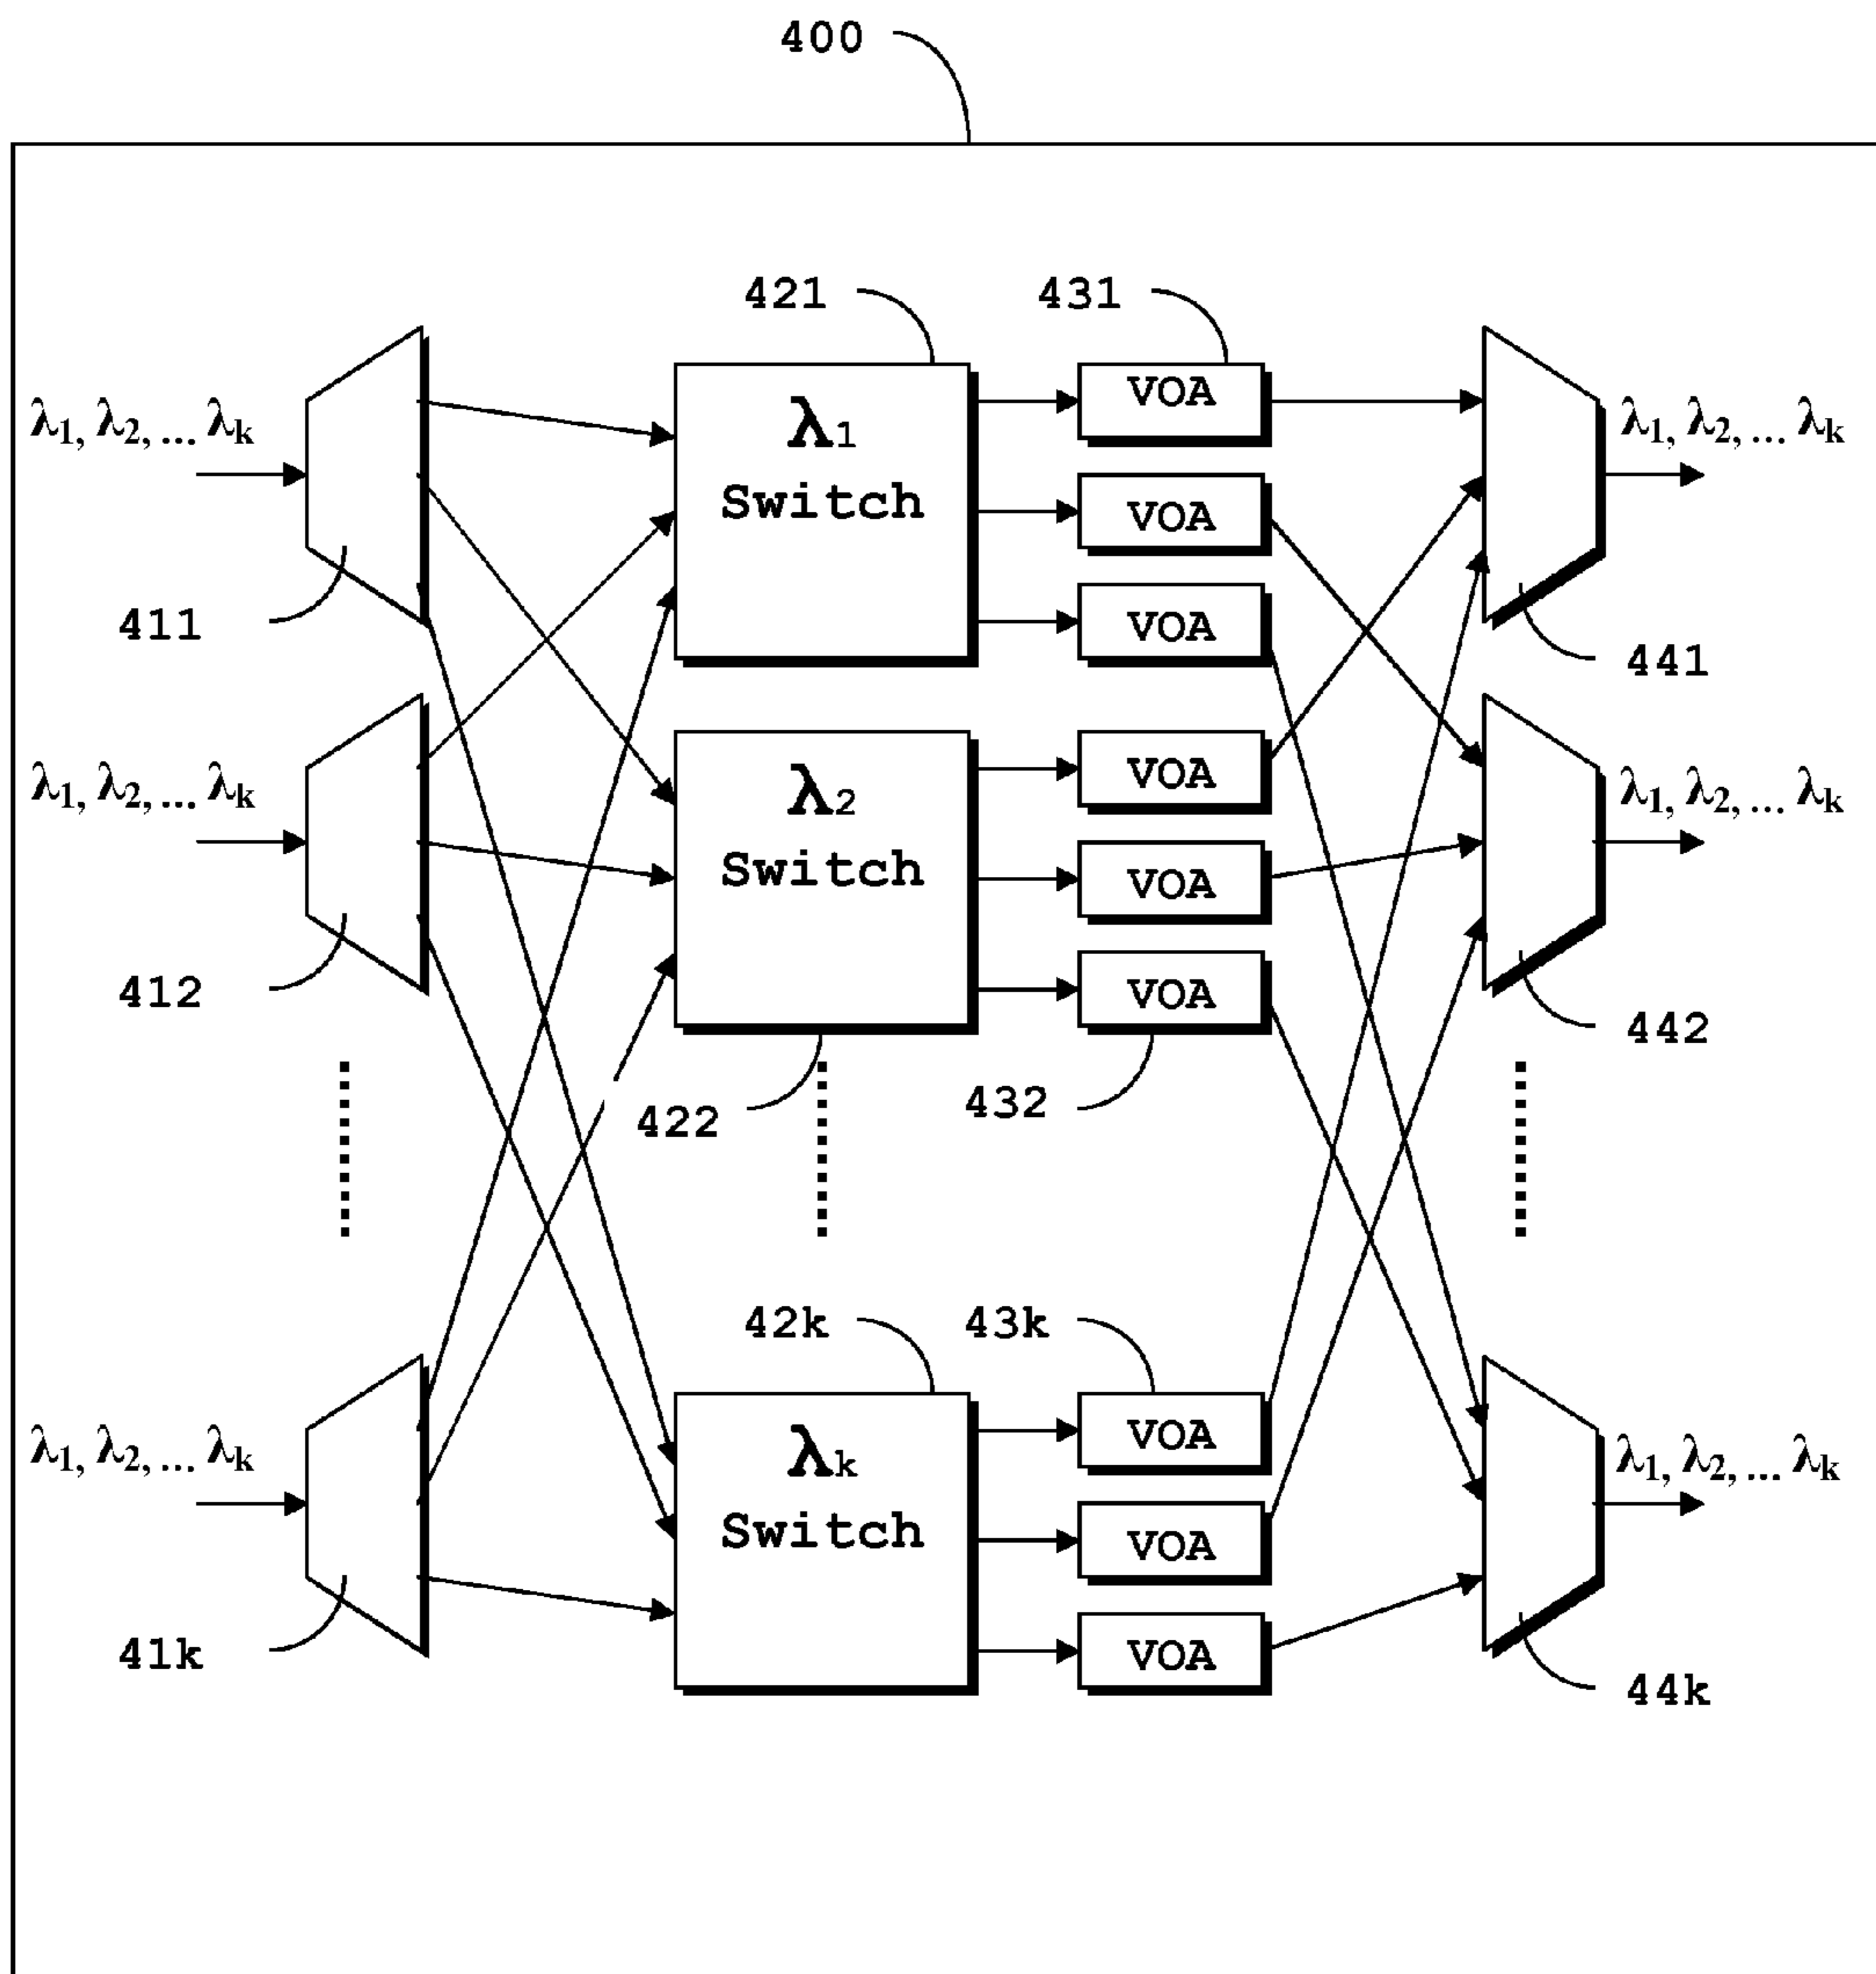 400
421
431
λ1, λ2, ... λk
λ1
Switch
VOA
VOA
VOA
λ1, λ2, ... λk
411
441
λ1, λ2, ... λk
λ2
Switch
VOA
VOA
VOA
λ1, λ2, ... λk
412
442
422
432
42k
43k
λ1, λ2, ... λk
λk
Switch
VOA
VOA
VOA
λ1, λ2, ... λk
41k
44k